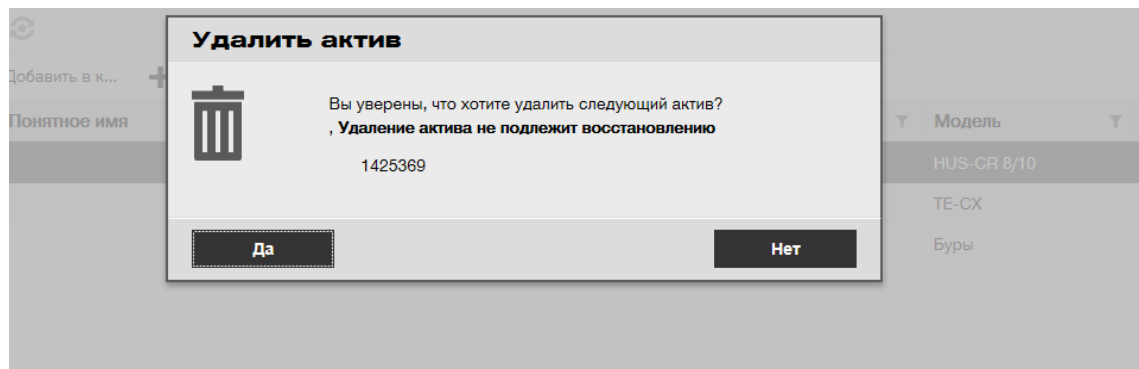 Удалить актив
Добавить в к...
Вы уверены, что хотите удалить следующий актив?
, Удаление актива не подлежит восстановлению
1425369
Понятное имя
Модель
HUS-CR 8/10
TE-CX
Буры
Да
Нет